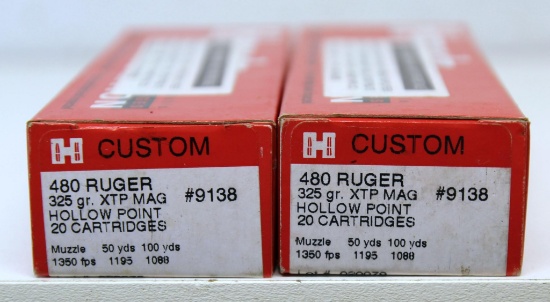 H CUSTOM
480 RUGER
325 gr. XTP MAG #9138
HOLLOW POINT
20 CARTRIDGES
Muzzle 50 yds 100 yds
1350 fps 1195 1088
H CUSTOM
480 RUGER
325 gr. XTP MAG #9138
HOLLOW POINT
20 CARTRIDGES
Muzzle 50 yds 100 yds
1350 fps 1195 1088